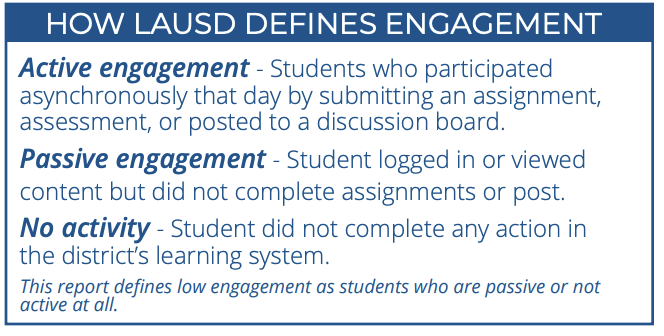 HOW LAUSD DEFINES ENGAGEMENT
Active engagement - Students who participated
asynchronously that day by submitting an assignment,
assessment, or posted to a discussion board.
Passive engagement - Student logged in or viewed
content but did not complete assignments or post.
No activity - Student did not complete any action in
the district's learning system.
This report defines low engagement as students who are passive or not
active at all.